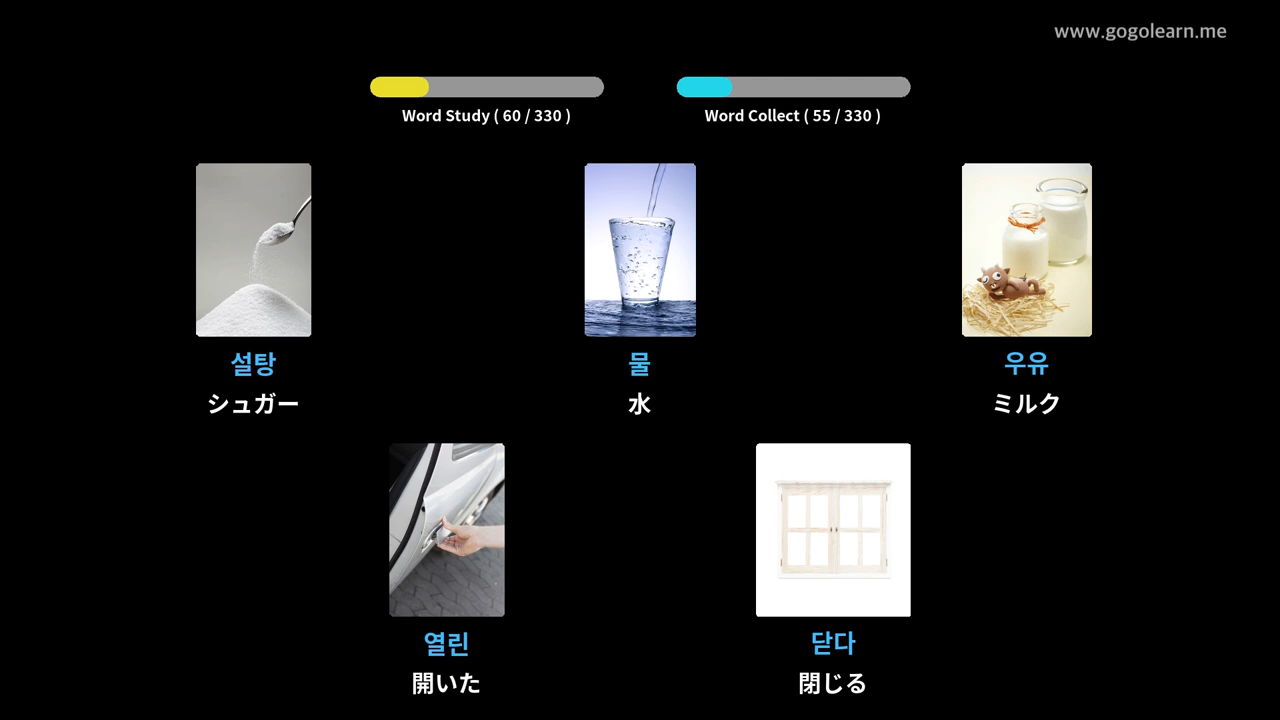 www.gogolearn.me
Word Study ( 60 / 330 )
Word Collect ( 55 / 330 )
설탕
シュガー
물
水
우유
ミルク
열린
開いた
닫다
閉じる